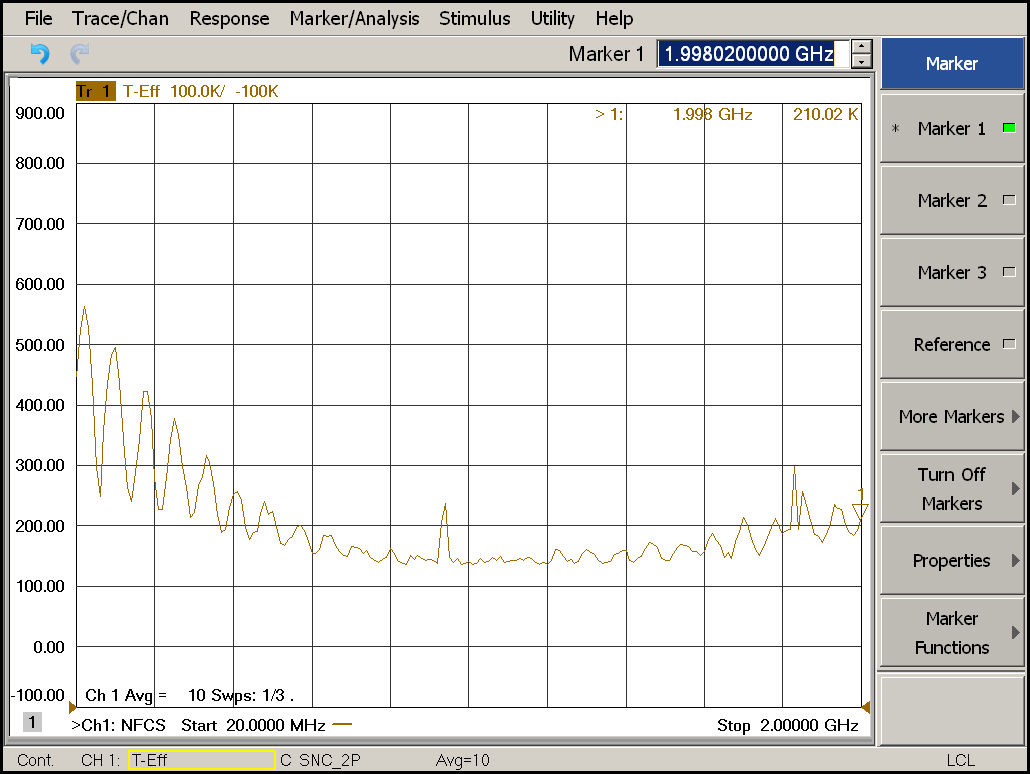 File Trace/Chan Response Marker/Analysis Stimulus Utility Help
Marker 1 1.9980200000 GHz
Marker
Tr 1 T-Eff 100.0K/ -100K
> 1: 1.998 GHz 210.02 K
900.00
800.00
700.00
600.00
500.00
400.00
300.00
200.00
100.00
0.00
-100.00
1
Ch 1 Avg = 10 Swps: 1/3 .
1 >Ch1: NFCS Start 20.0000 MHz Stop 2.00000 GHz
* Marker 1
Marker 2
Marker 3
Reference
More Markers
Turn Off
Markers
Properties
Marker
Functions
Cont. CH 1: T-Eff C SNC_2P Avg=10 LCL